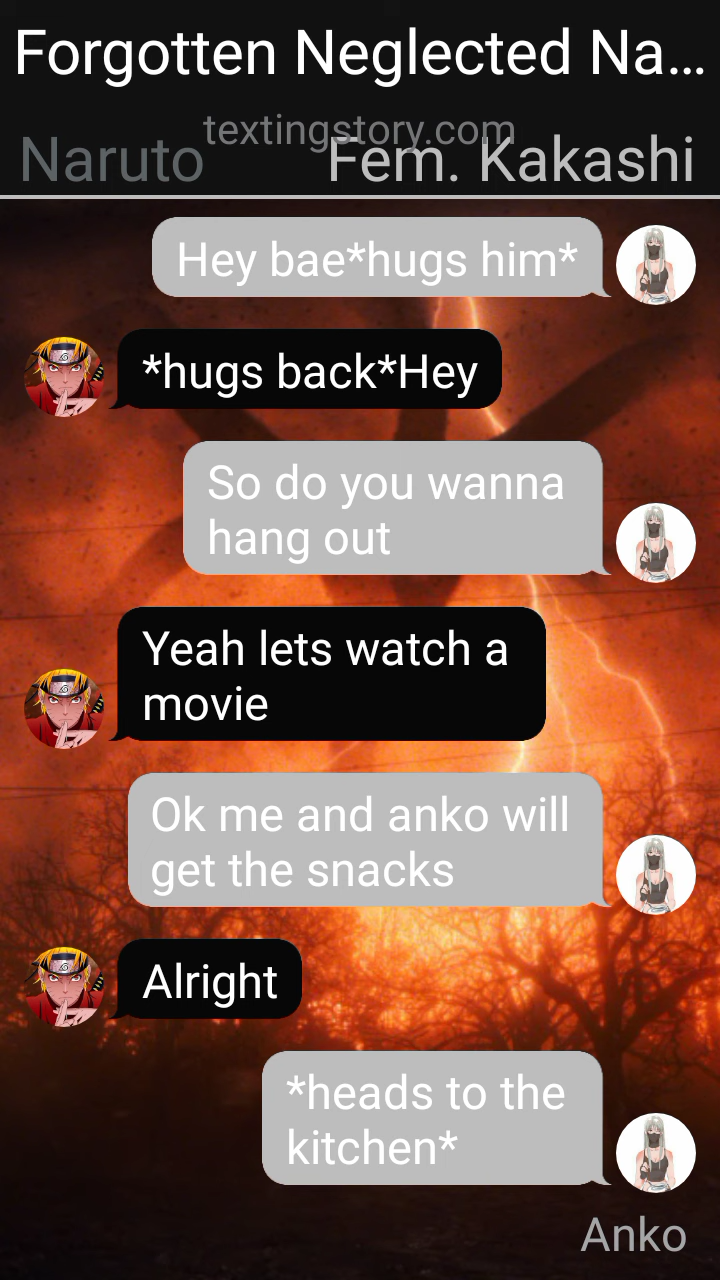 Forgotten Neglected Na...
textingstory.com
Naruto
Fem. Kakashi
Hey bae*hugs him*
*hugs back*Hey
So do you wanna
hang out
Yeah lets watch a
movie
Ok me and anko will
get the snacks
Alright
*heads to the
kitchen*
Anko